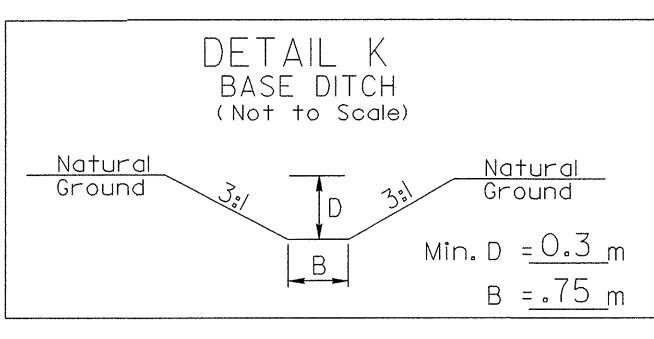 DETAIL K
BASE DITCH
(Not to Scale)
Natural
Ground
3:1
D
3:1
Natural
Ground
B
Min. D = 0.3 m
B = .75 m